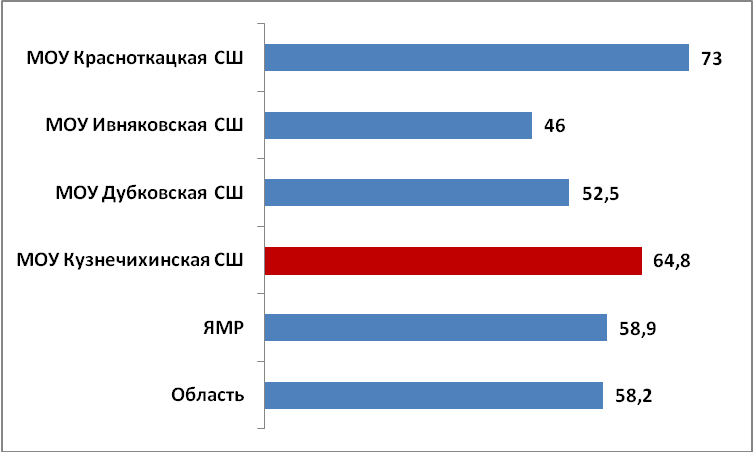 МОУ Красноткацкая СШ 73
МОУ Ивняковская СШ 46
МОУ Дубковская СШ 52,5
МОУ Кузнечихинская СШ 64,8
ЯМР 58,9
Область 58,2